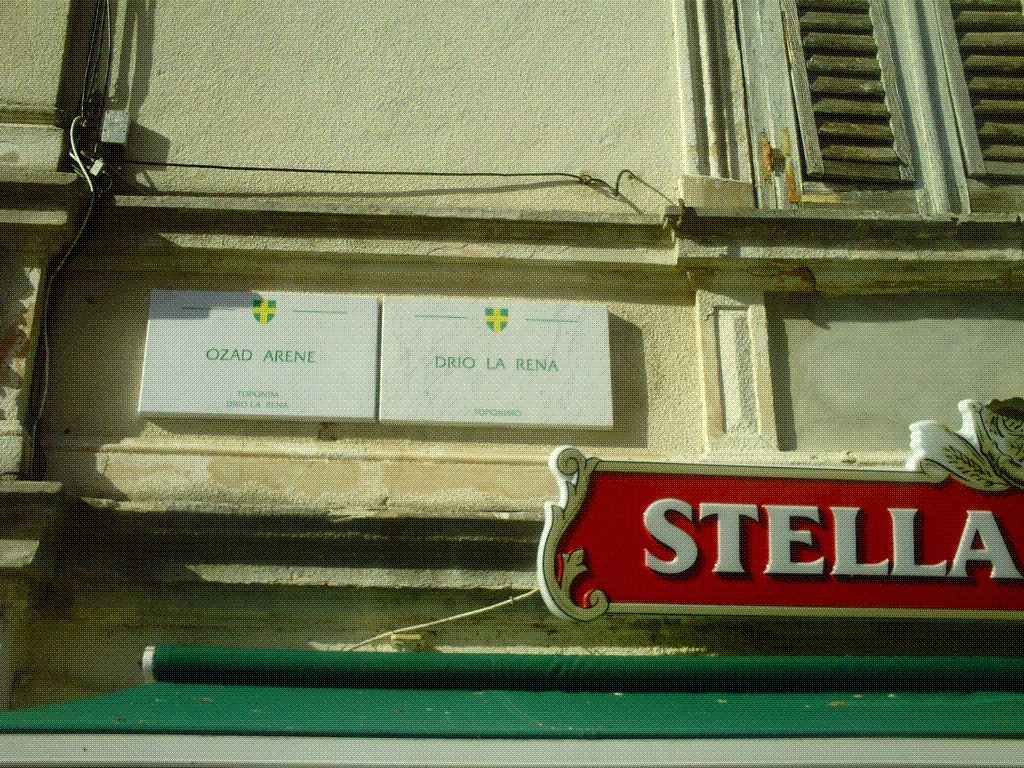 OZAD ARENE
TOPONIM
DRIO LA RENA
DRIO LA RENA
TOPONIMO
STELLA